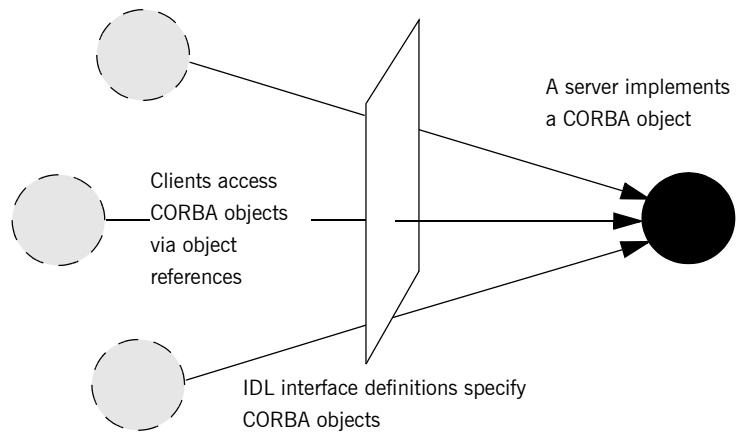 A server implements
a CORBA object
Clients access
CORBA objects
via object
references
IDL interface definitions specify
CORBA objects